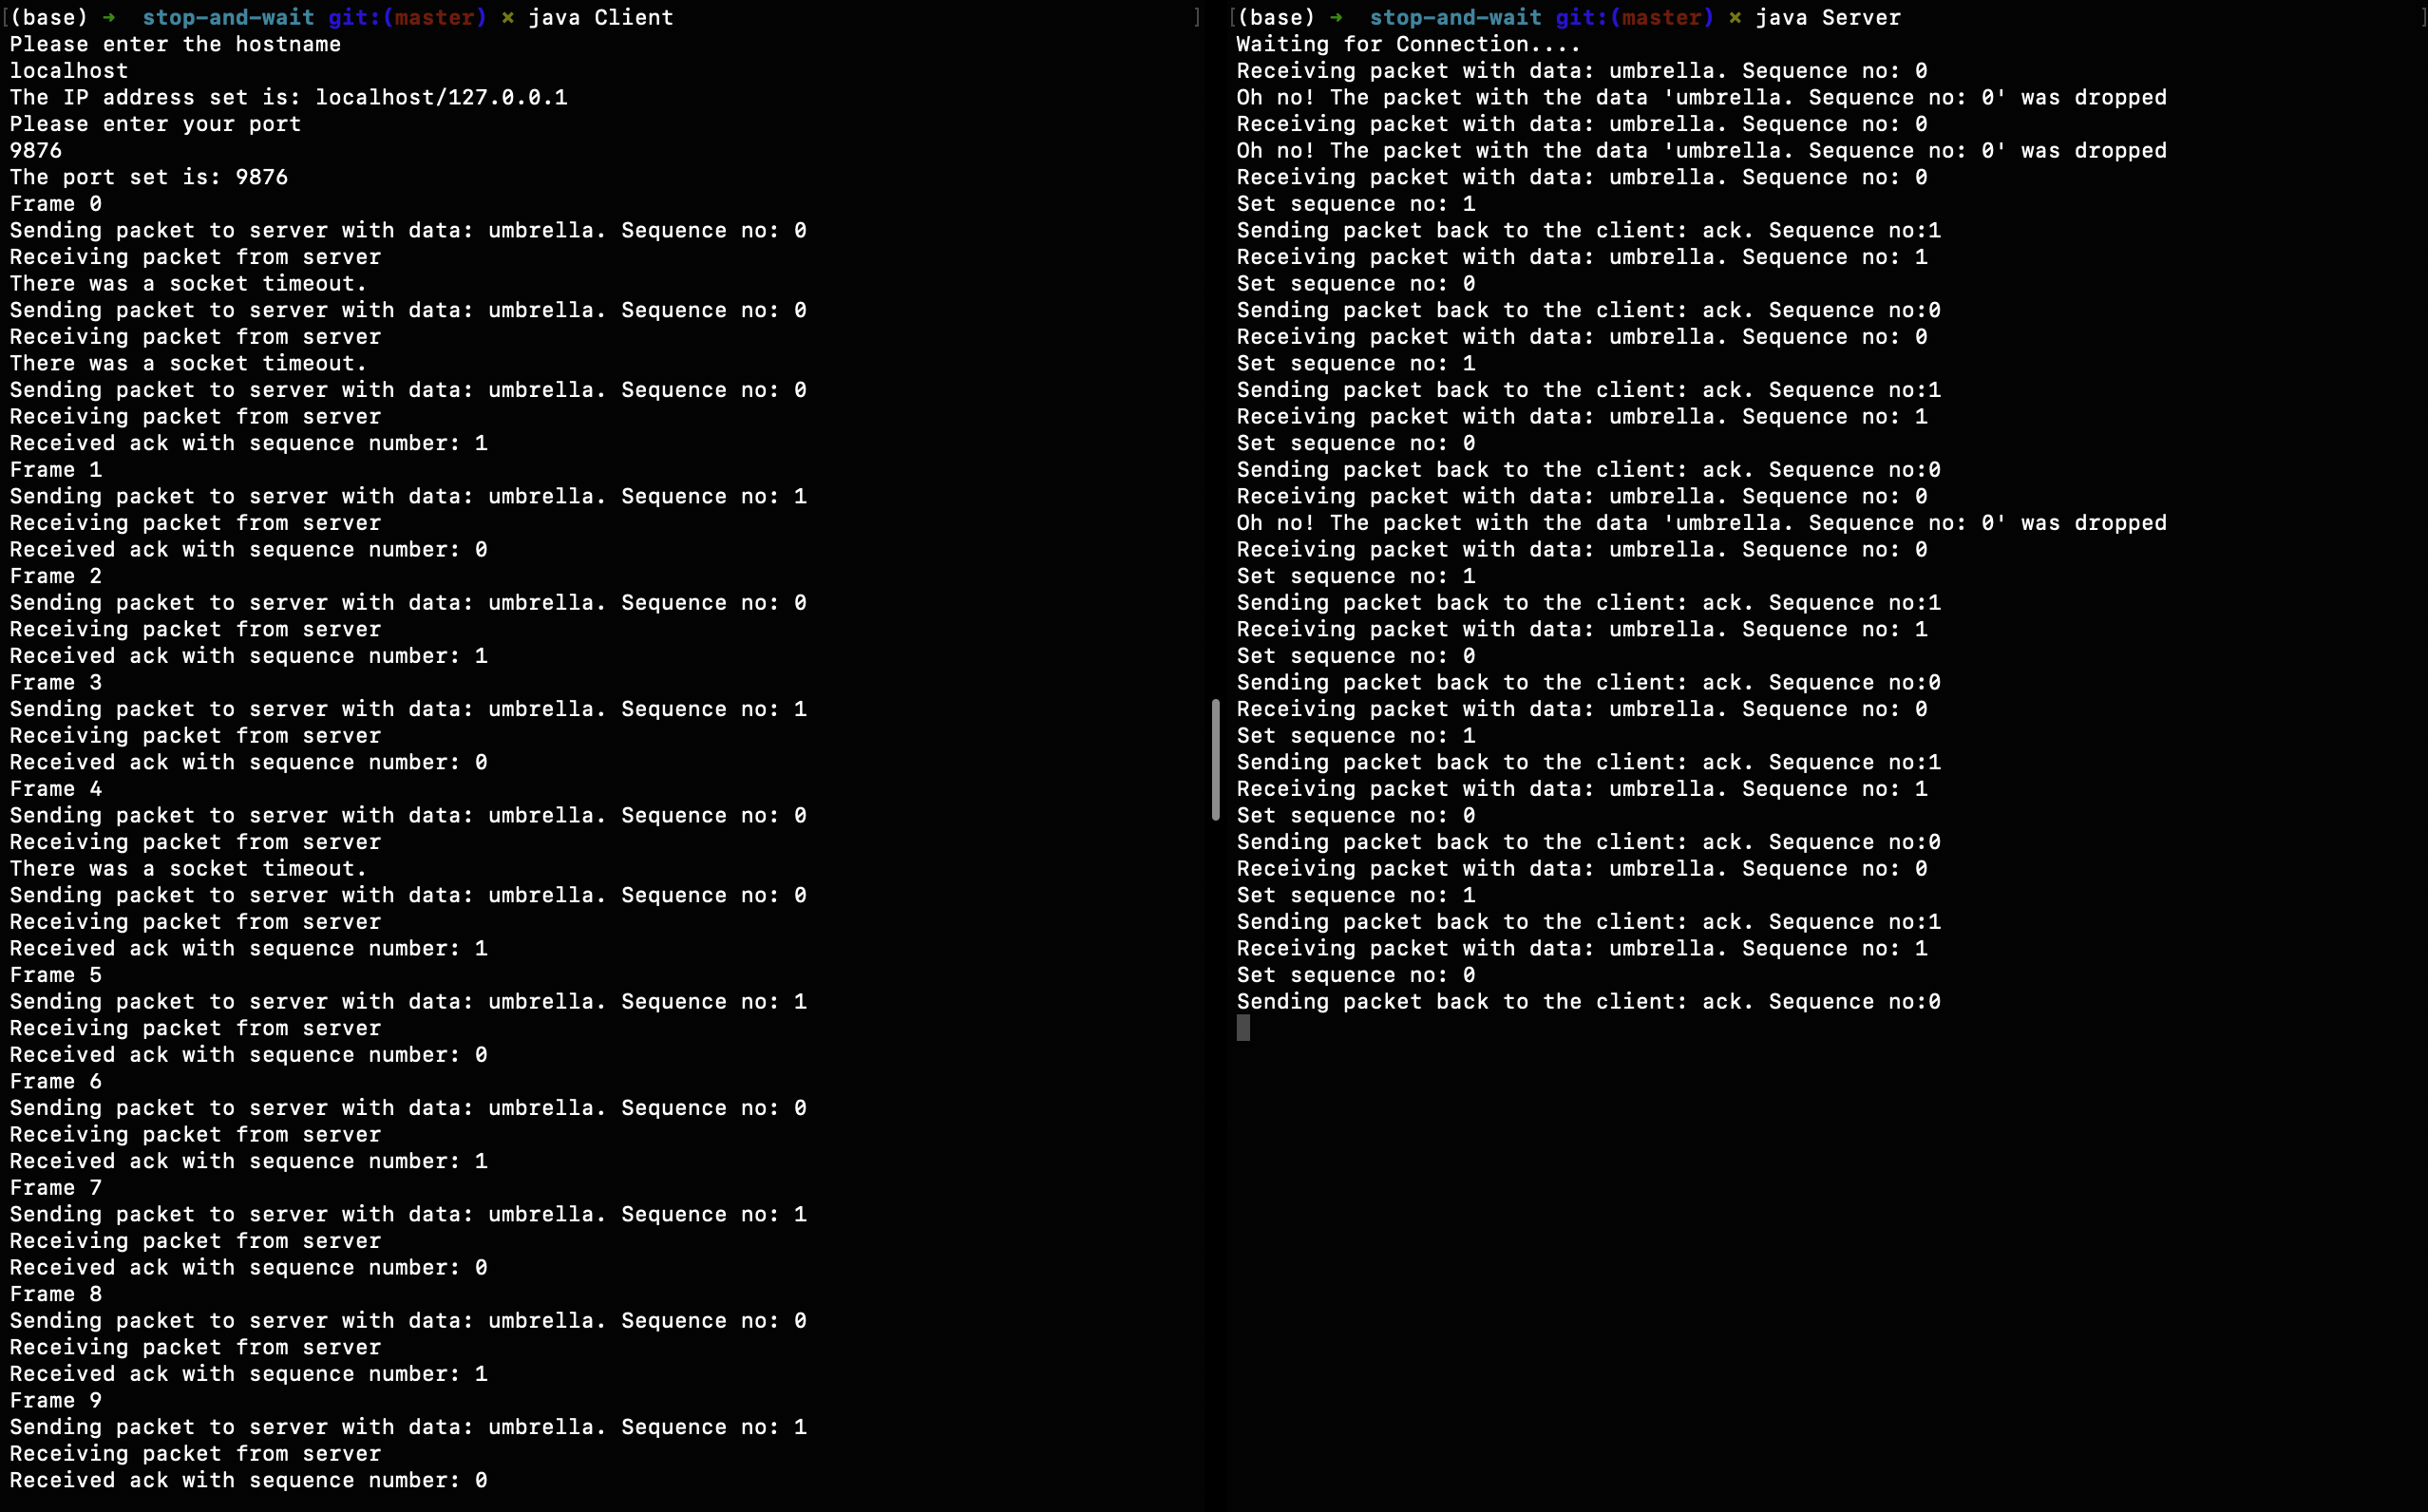 [(base) ➜  stop-and-wait git:(master) ✗ java Client ]
Please enter the hostname
localhost
The IP address set is: localhost/127.0.0.1
Please enter your port
9876
The port set is: 9876
Frame 0
Sending packet to server with data: umbrella. Sequence no: 0
Receiving packet from server
There was a socket timeout.
Sending packet to server with data: umbrella. Sequence no: 0
Receiving packet from server
There was a socket timeout.
Sending packet to server with data: umbrella. Sequence no: 0
Receiving packet from server
Received ack with sequence number: 1
Frame 1
Sending packet to server with data: umbrella. Sequence no: 1
Receiving packet from server
Received ack with sequence number: 0
Frame 2
Sending packet to server with data: umbrella. Sequence no: 0
Receiving packet from server
Received ack with sequence number: 1
Frame 3
Sending packet to server with data: umbrella. Sequence no: 1
Receiving packet from server
Received ack with sequence number: 0
Frame 4
Sending packet to server with data: umbrella. Sequence no: 0
Receiving packet from server
There was a socket timeout.
Sending packet to server with data: umbrella. Sequence no: 0
Receiving packet from server
Received ack with sequence number: 1
Frame 5
Sending packet to server with data: umbrella. Sequence no: 1
Receiving packet from server
Received ack with sequence number: 0
Frame 6
Sending packet to server with data: umbrella. Sequence no: 0
Receiving packet from server
Received ack with sequence number: 1
Frame 7
Sending packet to server with data: umbrella. Sequence no: 1
Receiving packet from server
Received ack with sequence number: 0
Frame 8
Sending packet to server with data: umbrella. Sequence no: 0
Receiving packet from server
Received ack with sequence number: 1
Frame 9
Sending packet to server with data: umbrella. Sequence no: 1
Receiving packet from server
Received ack with sequence number: 0
[(base) ➜  stop-and-wait git:(master) ✗ java Server ]
Waiting for Connection....
Receiving packet with data: umbrella. Sequence no: 0
Oh no! The packet with the data 'umbrella. Sequence no: 0' was dropped
Receiving packet with data: umbrella. Sequence no: 0
Oh no! The packet with the data 'umbrella. Sequence no: 0' was dropped
Receiving packet with data: umbrella. Sequence no: 0
Set sequence no: 1
Sending packet back to the client: ack. Sequence no:1
Receiving packet with data: umbrella. Sequence no: 1
Set sequence no: 0
Sending packet back to the client: ack. Sequence no:0
Receiving packet with data: umbrella. Sequence no: 0
Set sequence no: 1
Sending packet back to the client: ack. Sequence no:1
Receiving packet with data: umbrella. Sequence no: 1
Set sequence no: 0
Sending packet back to the client: ack. Sequence no:0
Receiving packet with data: umbrella. Sequence no: 0
Oh no! The packet with the data 'umbrella. Sequence no: 0' was dropped
Receiving packet with data: umbrella. Sequence no: 0
Set sequence no: 1
Sending packet back to the client: ack. Sequence no:1
Receiving packet with data: umbrella. Sequence no: 1
Set sequence no: 0
Sending packet back to the client: ack. Sequence no:0
Receiving packet with data: umbrella. Sequence no: 0
Set sequence no: 1
Sending packet back to the client: ack. Sequence no:1
Receiving packet with data: umbrella. Sequence no: 1
Set sequence no: 0
Sending packet back to the client: ack. Sequence no:0
Receiving packet with data: umbrella. Sequence no: 0
Set sequence no: 1
Sending packet back to the client: ack. Sequence no:1
Receiving packet with data: umbrella. Sequence no: 1
Set sequence no: 0
Sending packet back to the client: ack. Sequence no:0